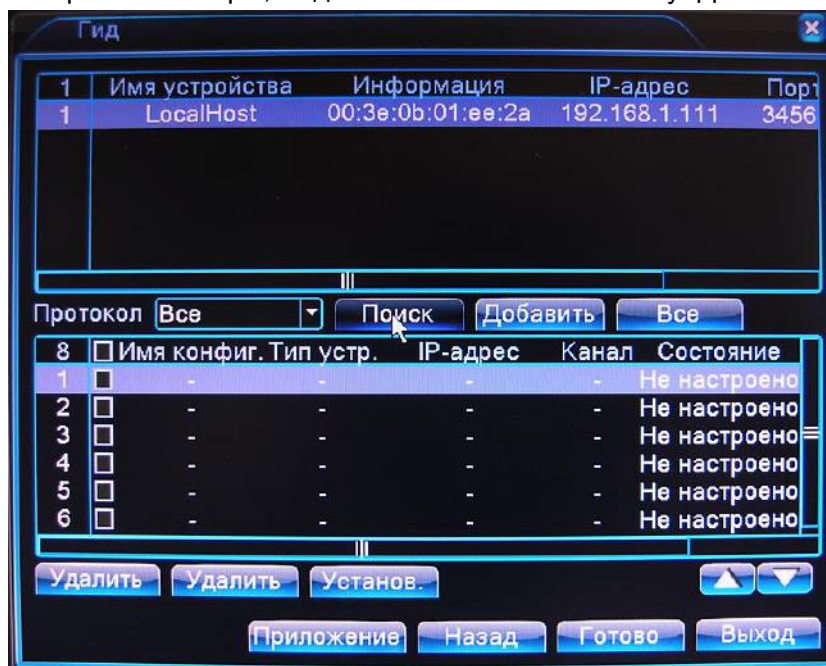 Гид
1 Имя устройства Информация IP-адрес Порт
1 LocalHost 00:3e:0b:01:ee:2a 192.168.1.111 3456
Протокол Все Поиск Добавить Все
8 Имя конфиг. Тип устр. IP-адрес Канал Состояние
1 - - - - Не настроено
2 - - - - Не настроено
3 - - - - Не настроено
4 - - - - Не настроено
5 - - - - Не настроено
6 - - - - Не настроено
Удалить Удалить Установ.
Приложение Назад Готово Выход